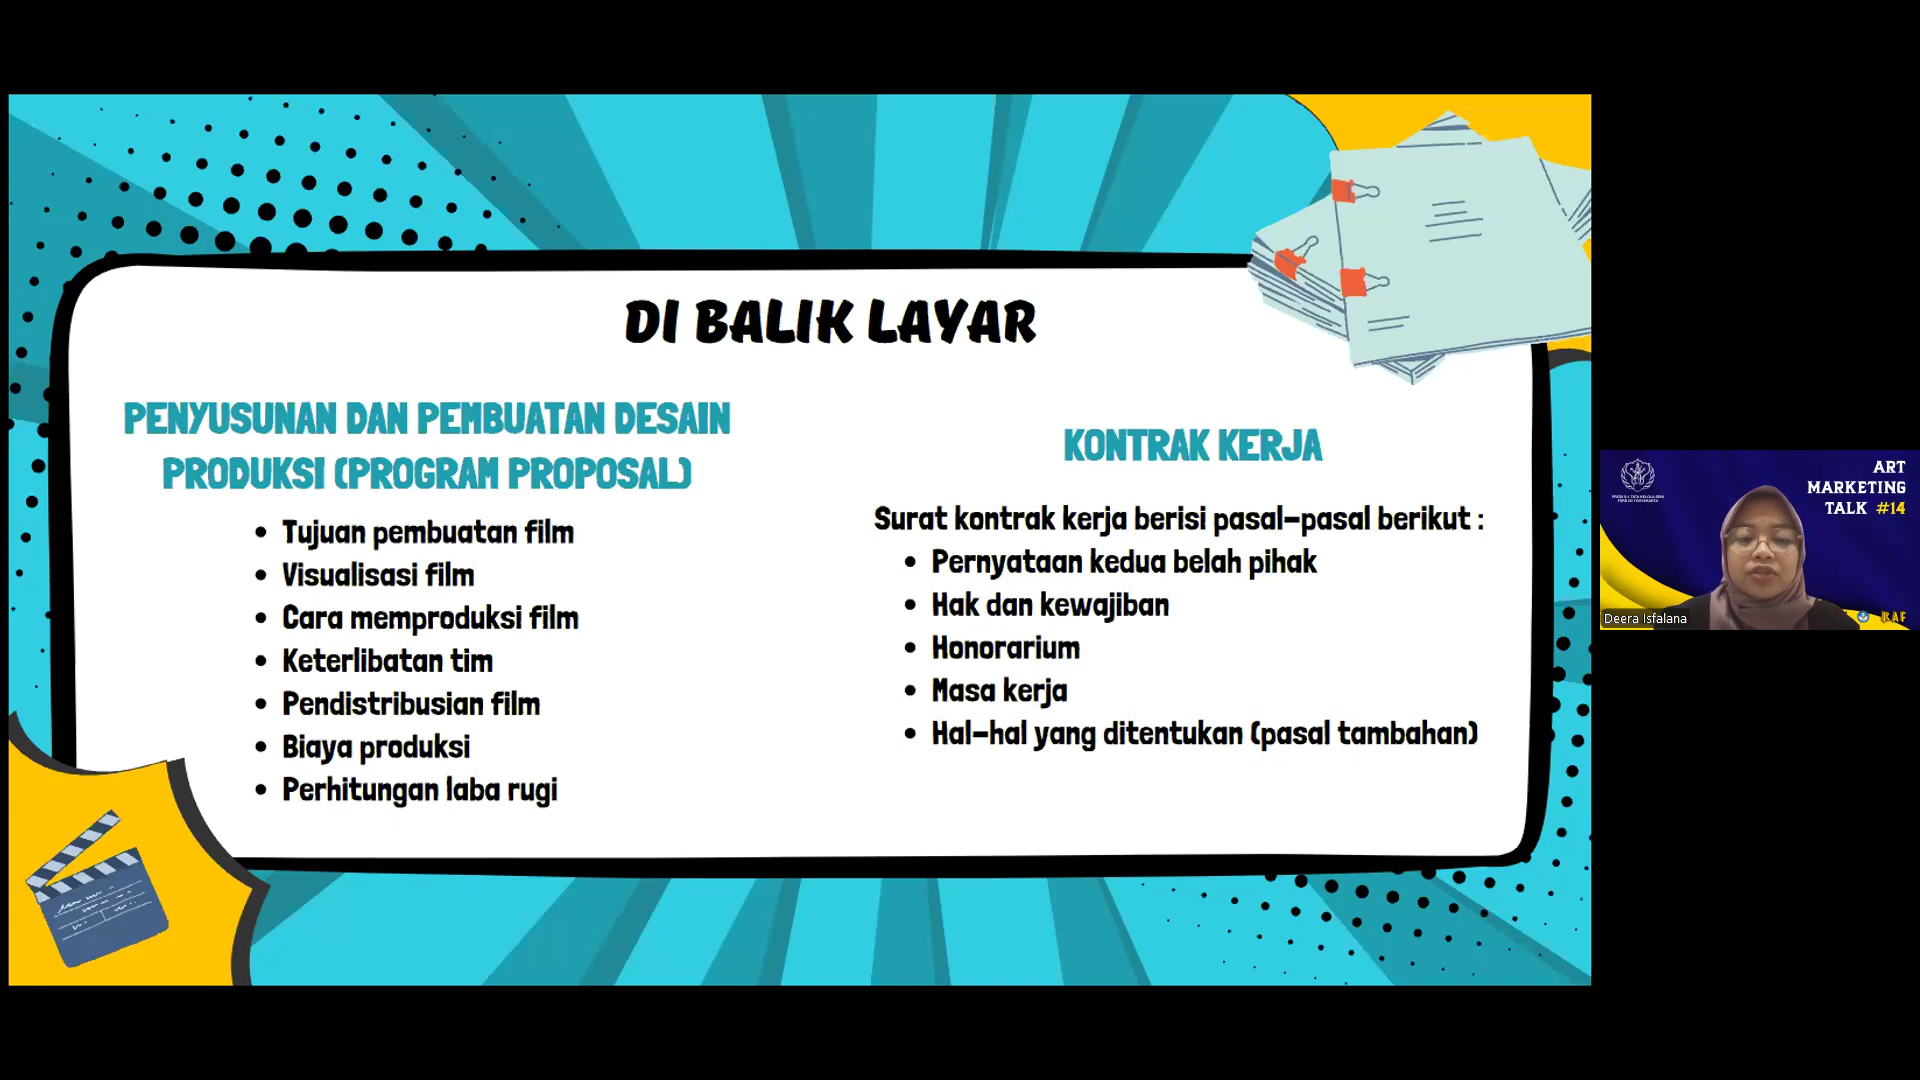 DI BALIK LAYAR
PENYUSUNAN DAN PEMBUATAN DESAIN
PRODUKSI (PROGRAM PROPOSAL)
• Tujuan pembuatan film
• Visualisasi film
• Cara memproduksi film
• Keterlibatan tim
• Pendistribusian film
• Biaya produksi
• Perhitungan laba rugi
KONTRAK KERJA
Surat kontrak kerja berisi pasal-pasal berikut :
• Pernyataan kedua belah pihak
• Hak dan kewajiban
• Honorarium
• Masa kerja
• Hal-hal yang ditentukan (pasal tambahan)
ART
MARKETING
TALK #14
Deera Isfalana